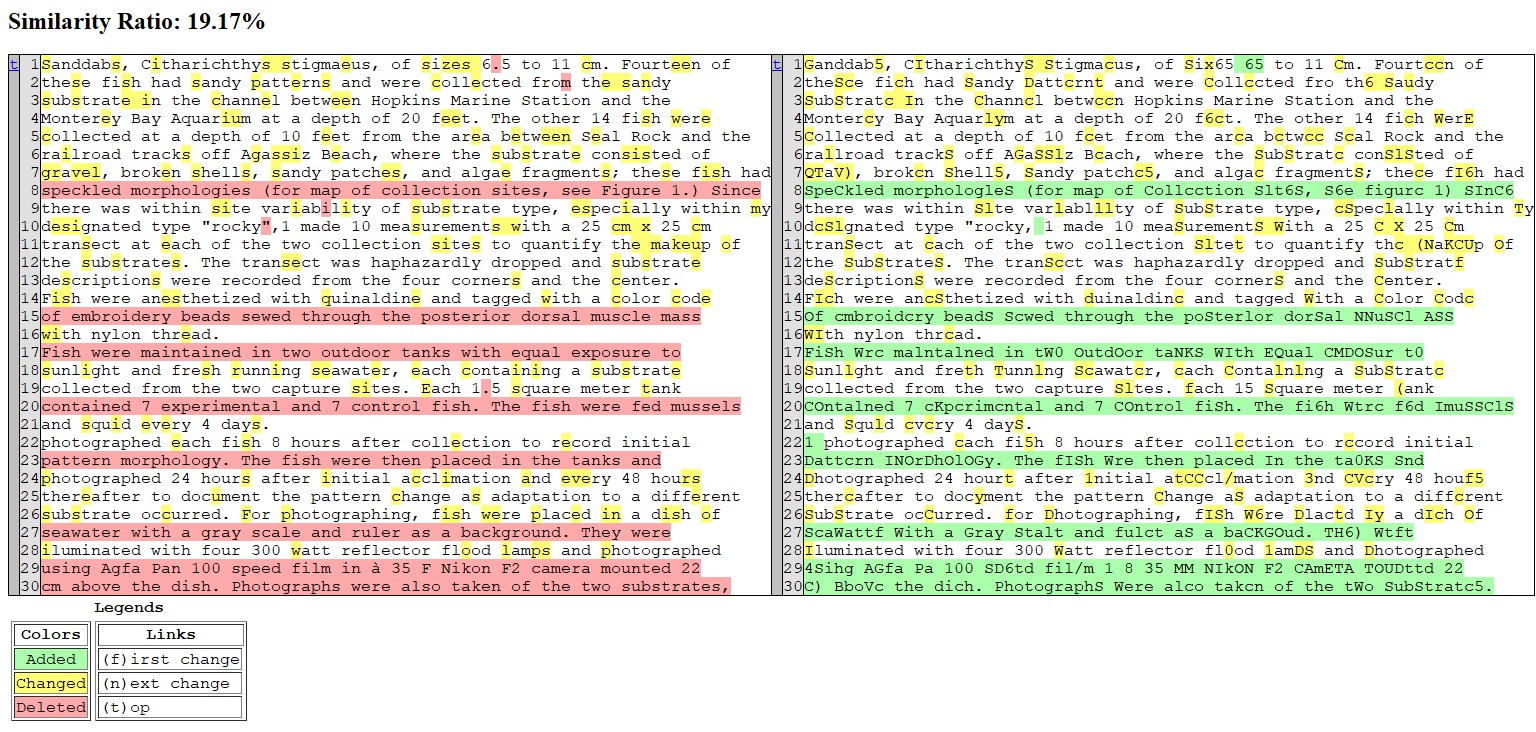 Similarity Ratio: 19.17%
t 1 Sanddabs, Citharichthys stigmaeus, of sizes 6.5 to 11 cm. Fourteen of
2 these fish had sandy patterns and were collected from the sandy
3 substrate in the channel between Hopkins Marine Station and the
4 Monterey Bay Aquarium at a depth of 20 feet. The other 14 fish were
5 collected at a depth of 10 feet from the area between Seal Rock and the
6 railroad tracks off Agassiz Beach, where the substrate consisted of
7 gravel, broken shells, sandy patches, and algae fragments; these fish had
8 speckled morphologies (for map of collection sites, see Figure 1.) Since
9 there was within site variability of substrate type, especially within my
10 designated type "rocky",1 made 10 measurements with a 25 cm x 25 cm
11 transect at each of the two collection sites to quantify the makeup of
12 the substrates. The transect was haphazardly dropped and substrate
13 descriptions were recorded from the four corners and the center.
14 Fish were anesthetized with quinaldine and tagged with a color code
15 of embroidery beads sewed through the posterior dorsal muscle mass
16 with nylon thread.
17 Fish were maintained in two outdoor tanks with equal exposure to
18 sunlight and fresh running seawater, each containing a substrate
19 collected from the two capture sites. Each 1.5 square meter tank
20 contained 7 experimental and 7 control fish. The fish were fed mussels
21 and squid every 4 days.
22 photographed each fish 8 hours after collection to record initial
23 pattern morphology. The fish were then placed in the tanks and
24 photographed 24 hours after initial acclimation and every 48 hours
25 thereafter to document the pattern change as adaptation to a different
26 substrate occurred. For photographing, fish were placed in a dish of
27 seawater with a gray scale and ruler as a background. They were
28 iluminated with four 300 watt reflector flood lamps and photographed
29 using Agfa Pan 100 speed film in à 35 F Nikon F2 camera mounted 22
30 cm above the dish. Photographs were also taken of the two substrates,
t 1 Ganddab5, CItharichthyS Stigmacus, of Six65 65 to 11 Cm. Fourtccn of
2 theSce fich had Sandy Dattcrnt and were Collccted fro th6 Saudy
3 SubStratc In the Channcl betwccn Hopkins Marine Station and the
4 Montercy Bay Aquarlym at a depth of 20 f6ct. The other 14 fich WerE
5 Collected at a depth of 10 fcet from the arca bctwcc Scal Rock and the
6 rallroad trackS off AGaSSlz Bcach, where the SubStratc conSlSted of
7 QTaV), brokcn Shell5, Sandy Patchc5, and algac fragmentS; thece fI6h had
8 SpeCkled morphologleS (for map of Collcction Slt6S, S6e figurc 1) SInC6
9 there was within Slte varlabllltY of SubStrate type, cSpeclally within Ty
10 dcSlgnated type "rocky, 1 made 10 meaSurementS With a 25 C X 25 Cm
11 tranSect at cach of the two collection Sltet to quantify thc (NaKCUp Of
12 the SubStrateS. The tranScct was haphazardly dropped and SubStratf
13 deScriptionS were recorded from the four cornerS and the Center.
14 FIch were ancSthetized with duinaldinc and tagged With a Color Codc
15 Of cmbroidcry beadS Scwed through the poSterlor dorSal NNuSCl ASS
16 WIth nylon thrcad.
17 FiSh Wrc malntalned in tW0 OutdOor taNKS WIth EQual CMDOSur t0
18 Sunllght and freth Tunnlng Scawatcr, cach Contalnlng a SubStratc
19 collected from the two capture Sltes. fach 15 Square meter (ank
20 COntalned 7 cKpcrimcntal and 7 COntrol fiSh. The fi6h Wtrc f6d ImuSSClS
21 and Squld cvcry 4 dayS.
22 1 photographed cach fi5h 8 hours after collcction to rccord initial
23 Dattcrn INOrDhOlOGy. The fISh Wre then placed In the ta0KS Snd
24 Dhotographed 24 hourt after 1nitial atCCcl/mation 3nd CVCry 48 houf5
25 thercafter to docyment the pattern Change aS adaptation to a diffcrent
26 SubStrate ocCurred. for Dhotographing, fISh W6re Dlactd Iy a dIch Of
27 ScaWattf With a Gray Stalt and fulct aS a baCKGOud. TH6) Wtft
28 Iluminated with four 300 Watt reflector fl0od 1amDS and Dhotographed
29 4Sihg AGfa Pa 100 SD6td fil/m 1 8 35 MM NIkON F2 CAmETA TOUDttd 22
30 C) BboVc the dich. PhotographS Were alco takcn of the tWo SubStratc5.
Legends
Colors Links
Added (f)irst change
Changed (n)ext change
Deleted (t)op